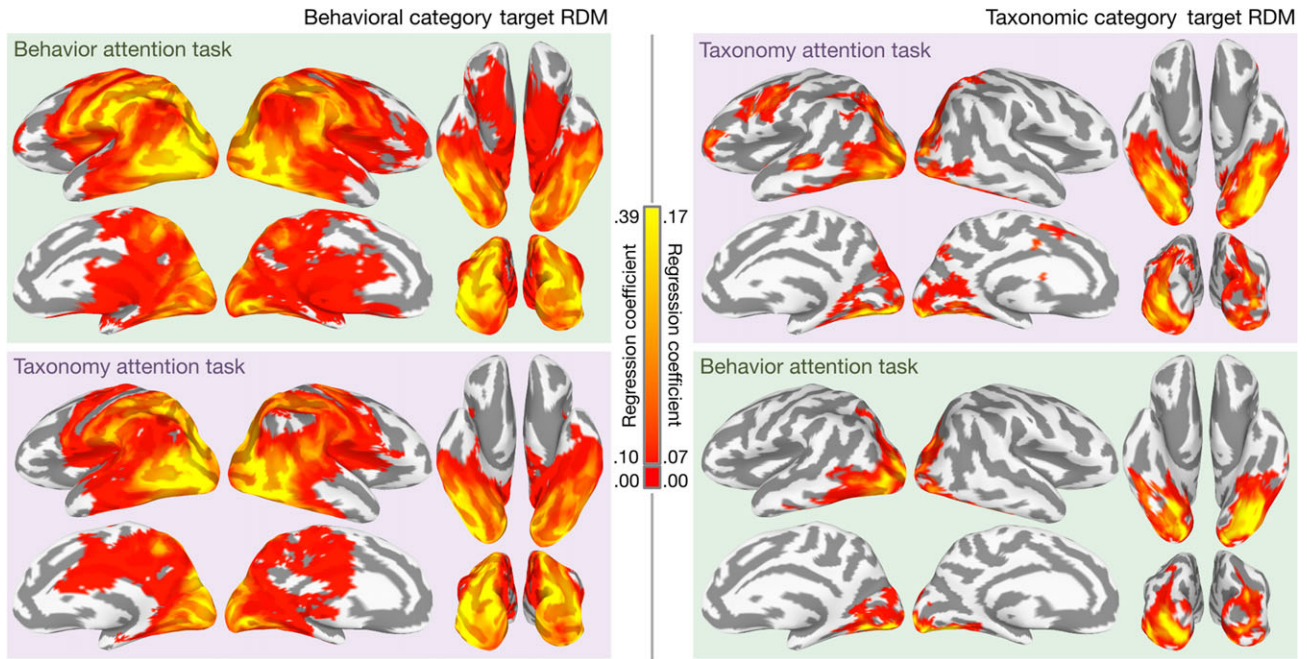 Behavioral category target RDM
Behavior attention task
Taxonomy attention task
.39
.10
.00
Regression coefficient
.17
.07
.00
Regression coefficient
Taxonomic category target RDM
Taxonomy attention task
Behavior attention task